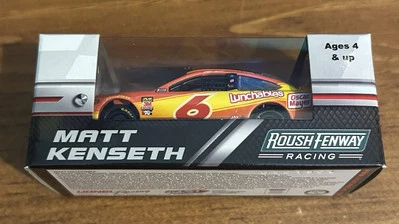 Ages 4
& up
Lunchables
Oscar
Mayer
6
MATT
KENSETH
ROUSH FENWAY
RACING